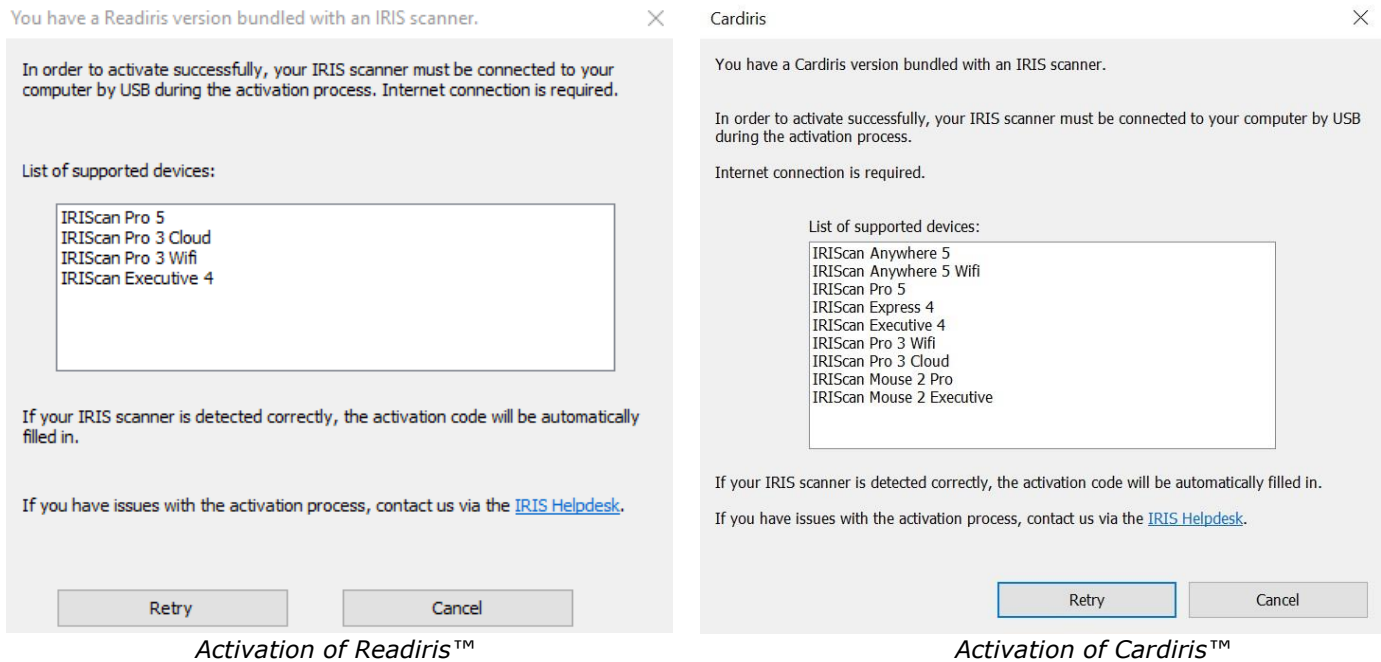 You have a Readiris version bundled with an IRIS scanner.
In order to activate successfully, your IRIS scanner must be connected to your
computer by USB during the activation process. Internet connection is required.
List of supported devices:
IRIScan Pro 5
IRIScan Pro 3 Cloud
IRIScan Pro 3 Wifi
IRIScan Executive 4
If your IRIS scanner is detected correctly, the activation code will be automatically
filled in.
If you have issues with the activation process, contact us via the IRIS Helpdesk.
Retry
Cancel
Activation of Readiris™
Cardiris
You have a Cardiris version bundled with an IRIS scanner.
In order to activate successfully, your IRIS scanner must be connected to your computer by USB
during the activation process.
Internet connection is required.
List of supported devices:
IRIScan Anywhere 5
IRIScan Anywhere 5 Wifi
IRIScan Pro 5
IRIScan Express 4
IRIScan Executive 4
IRIScan Pro 3 Wifi
IRIScan Pro 3 Cloud
IRIScan Mouse 2 Pro
IRIScan Mouse 2 Executive
If your IRIS scanner is detected correctly, the activation code will be automatically filled in.
If you have issues with the activation process, contact us via the IRIS Helpdesk.
Retry
Cancel
Activation of Cardiris™